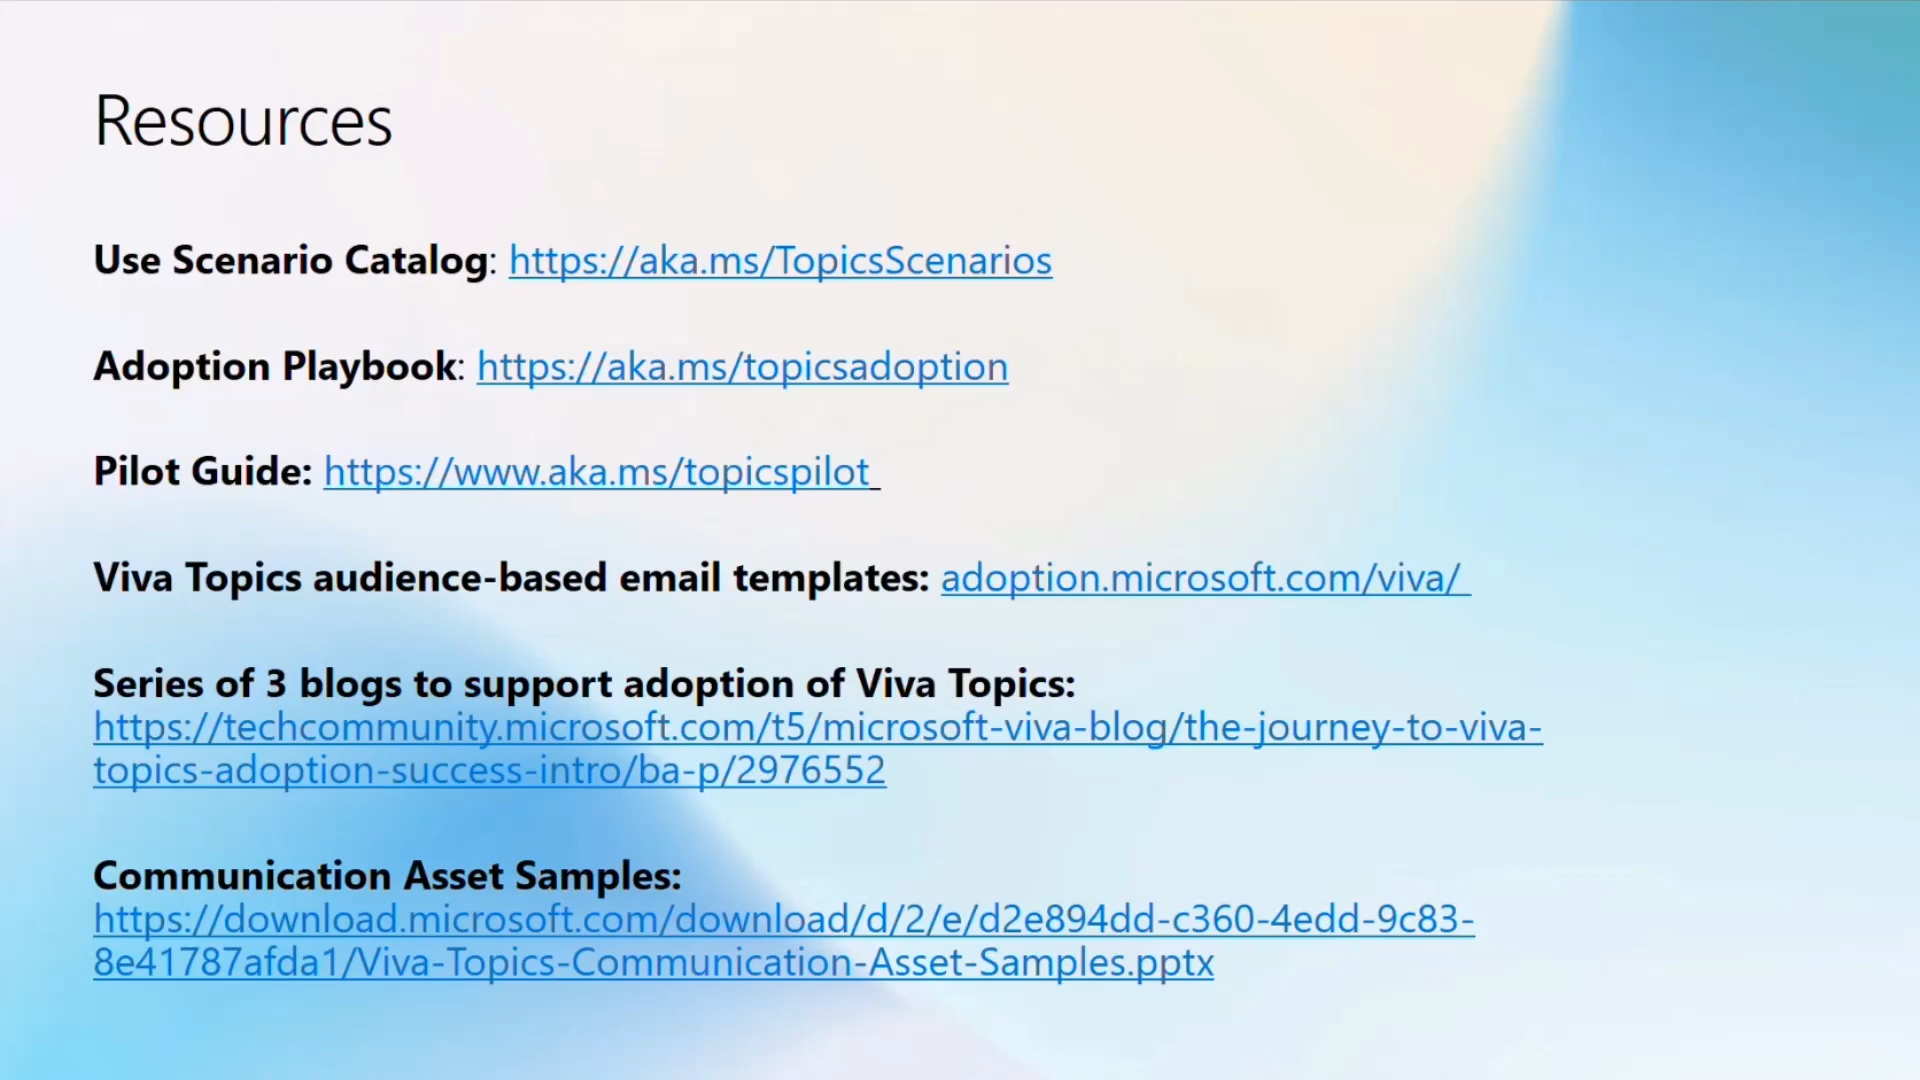 Resources
Use Scenario Catalog: https://aka.ms/TopicsScenarios
Adoption Playbook: https://aka.ms/topicsadoption
Pilot Guide: https://www.aka.ms/topicspilot
Viva Topics audience-based email templates: adoption.microsoft.com/viva/
Series of 3 blogs to support adoption of Viva Topics:
https://techcommunity.microsoft.com/t5/microsoft-viva-blog/the-journey-to-viva-
topics-adoption-success-intro/ba-p/2976552
Communication Asset Samples:
https://download.microsoft.com/download/d/2/e/d2e894dd-c360-4edd-9c83-
8e41787afda1/Viva-Topics-Communication-Asset-Samples.pptx